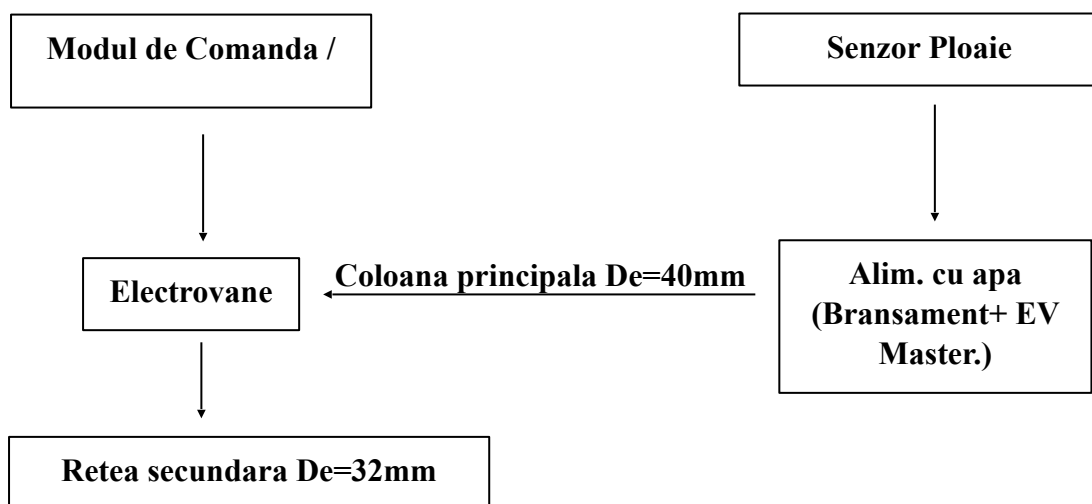 Modul de Comanda /
Senzor Ploaie
Electrovane
Coloana principala De=40mm
Alim. cu apa
(Bransament+ EV
Master.)
Retea secundara De=32mm